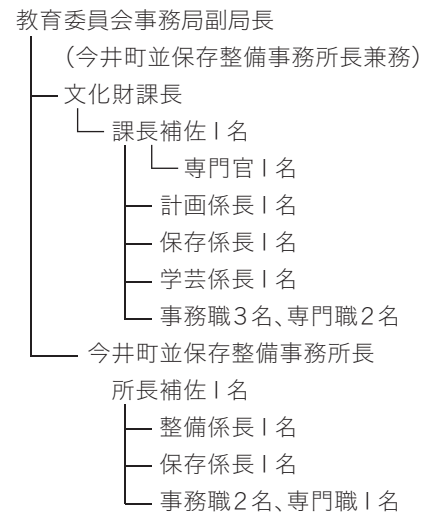 教育委員会事務局副局長
(今井町並保存整備事務所長兼務)
文化財課長
課長補佐1名
専門官1名
計画係長1名
保存係長1名
学芸係長1名
事務職3名、専門職2名
今井町並保存整備事務所長
所長補佐1名
整備係長1名
保存係長1名
事務職2名、専門職1名